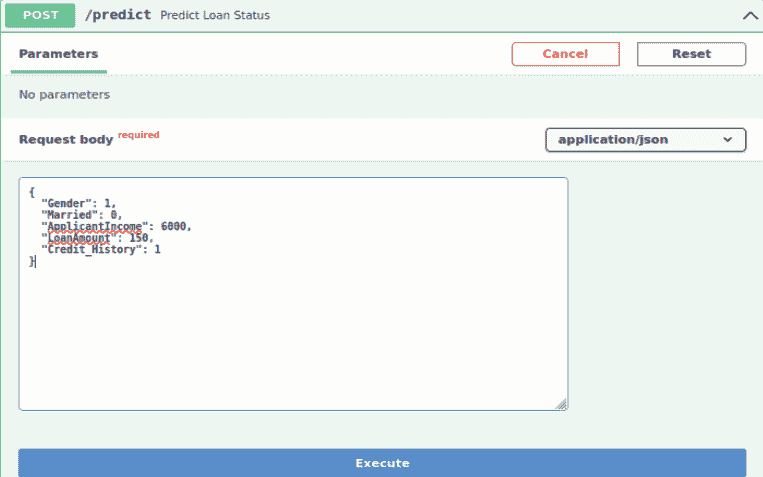 POST /predict Predict Loan Status
Parameters Cancel Reset
No parameters
Request body required application/json
{
"Gender": 1,
"Married": 0,
"ApplicantIncome": 6000,
"LoanAmount": 150,
"Credit_History": 1
}
Execute